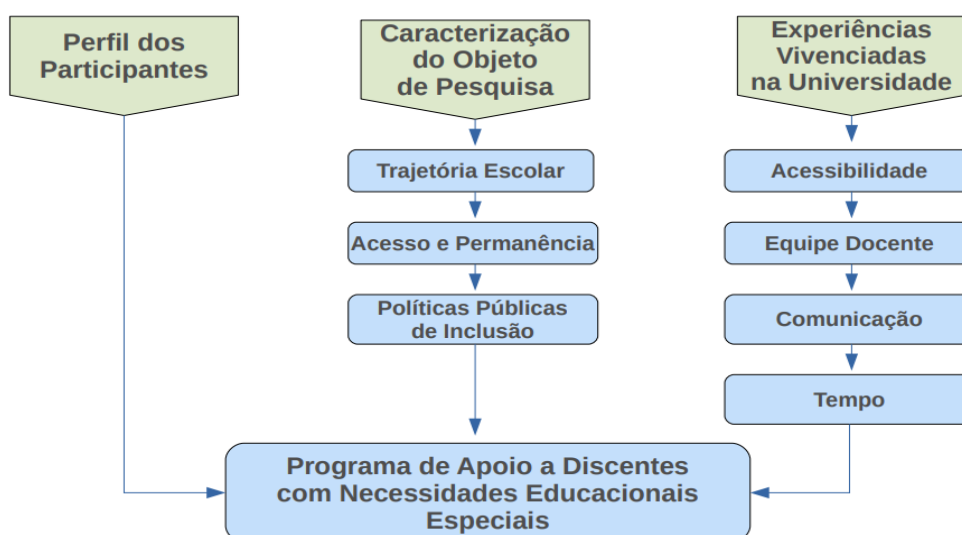 Perfil dos
Participantes
Caracterização
do Objeto
de Pesquisa
Trajetória Escolar
Acesso e Permanência
Políticas Públicas
de Inclusão
Experiências
Vivenciadas
na Universidade
Acessibilidade
Equipe Docente
Comunicação
Tempo
Programa de Apoio a Discentes
com Necessidades Educacionais
Especiais